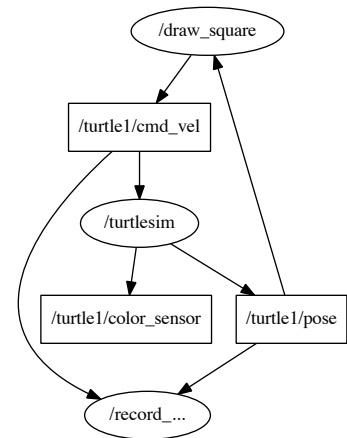 /draw_square
/turtle1/cmd_vel
/turtlesim
/turtle1/color_sensor
/turtle1/pose
/record_...